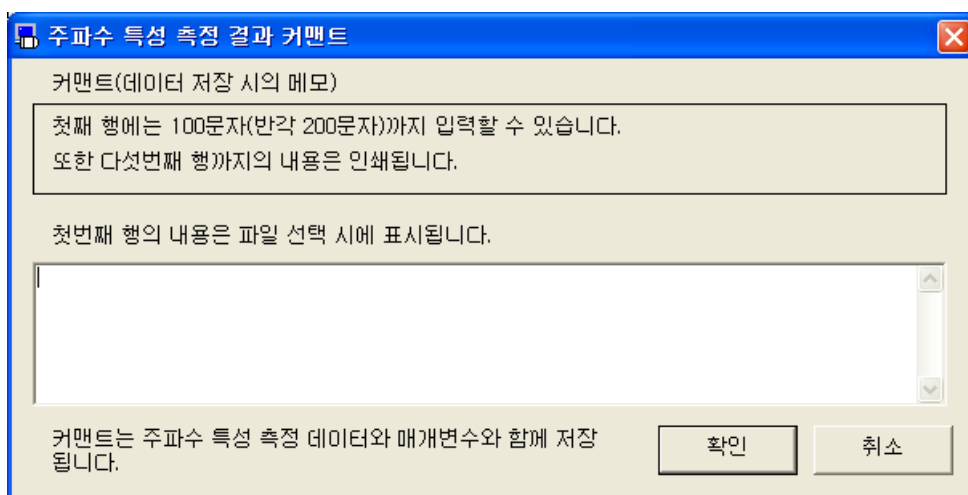 주파수 특성 측정 결과 커맨트
커맨트(데이터 저장 시의 메모)
첫째 행에는 100문자(반각 200문자)까지 입력할 수 있습니다.
또한 다섯번째 행까지의 내용은 인쇄됩니다.
첫번째 행의 내용은 파일 선택 시에 표시됩니다.
커맨트는 주파수 특성 측정 데이터와 매개변수와 함께 저장
됩니다.
확인 취소